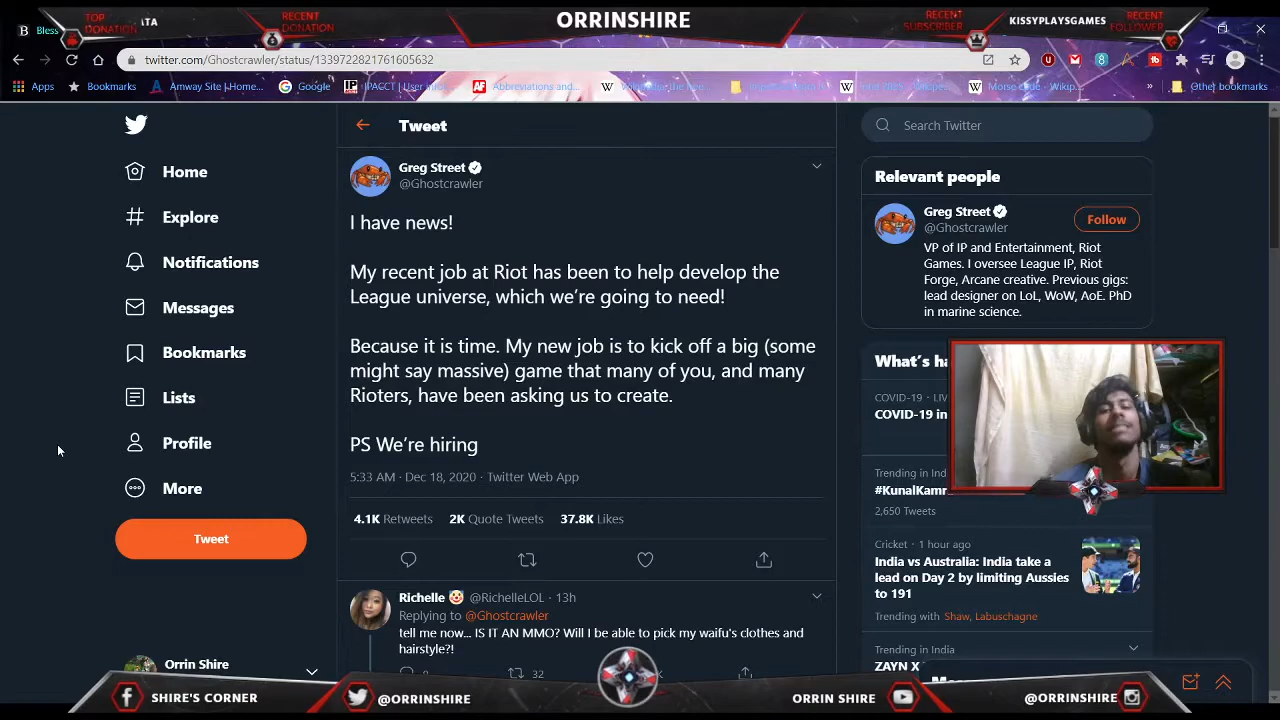 ORRINSHIRE
TOP
DONATION
ATA
RECENT
DONATION
RECENT
SUBSCRIBER
KISSYPLAYSGAMES
RECENT
FOLLOWER
B Bless
twitter.com/Ghostcrawler/status/1339722821761605632
Apps
Bookmarks
Amway Site | Home...
Google
Abbreviations and...
Morse code - Wikip...
»
Other bookmarks
Home
Explore
Notifications
Messages
Bookmarks
Lists
Profile
More
Tweet
Orrin Shire
Tweet
Greg Street
@Ghostcrawler
I have news!
My recent job at Riot has been to help develop the
League universe, which we’re going to need!
Because it is time. My new job is to kick off a big (some
might say massive) game that many of you, and many
Rioters, have been asking us to create.
PS We’re hiring
5:33 AM · Dec 18, 2020 · Twitter Web App
4.1K Retweets 2K Quote Tweets 37.8K Likes
Richelle @RichelleLOL · 13h
Replying to @Ghostcrawler
tell me now... IS IT AN MMO? Will I be able to pick my waifu's clothes and
hairstyle?!
32
Search Twitter
Relevant people
Greg Street
@Ghostcrawler
Follow
VP of IP and Entertainment, Riot
Games. I oversee League IP, Riot
Forge, Arcane creative. Previous gigs:
lead designer on LoL, WoW, AoE. PhD
in marine science.
What's ha
COVID-19 · LIV
COVID-19 in
Trending in Ind
#KunalKamr
2,650 Tweets
Cricket · 1 hour ago
India vs Australia: India take a
lead on Day 2 by limiting Aussies
to 191
Trending with Shaw, Labuschagne
Trending in India
ZAYN X
SHIRE'S CORNER
@ORRINSHIRE
ORRIN SHIRE
@ORRINSHIRE